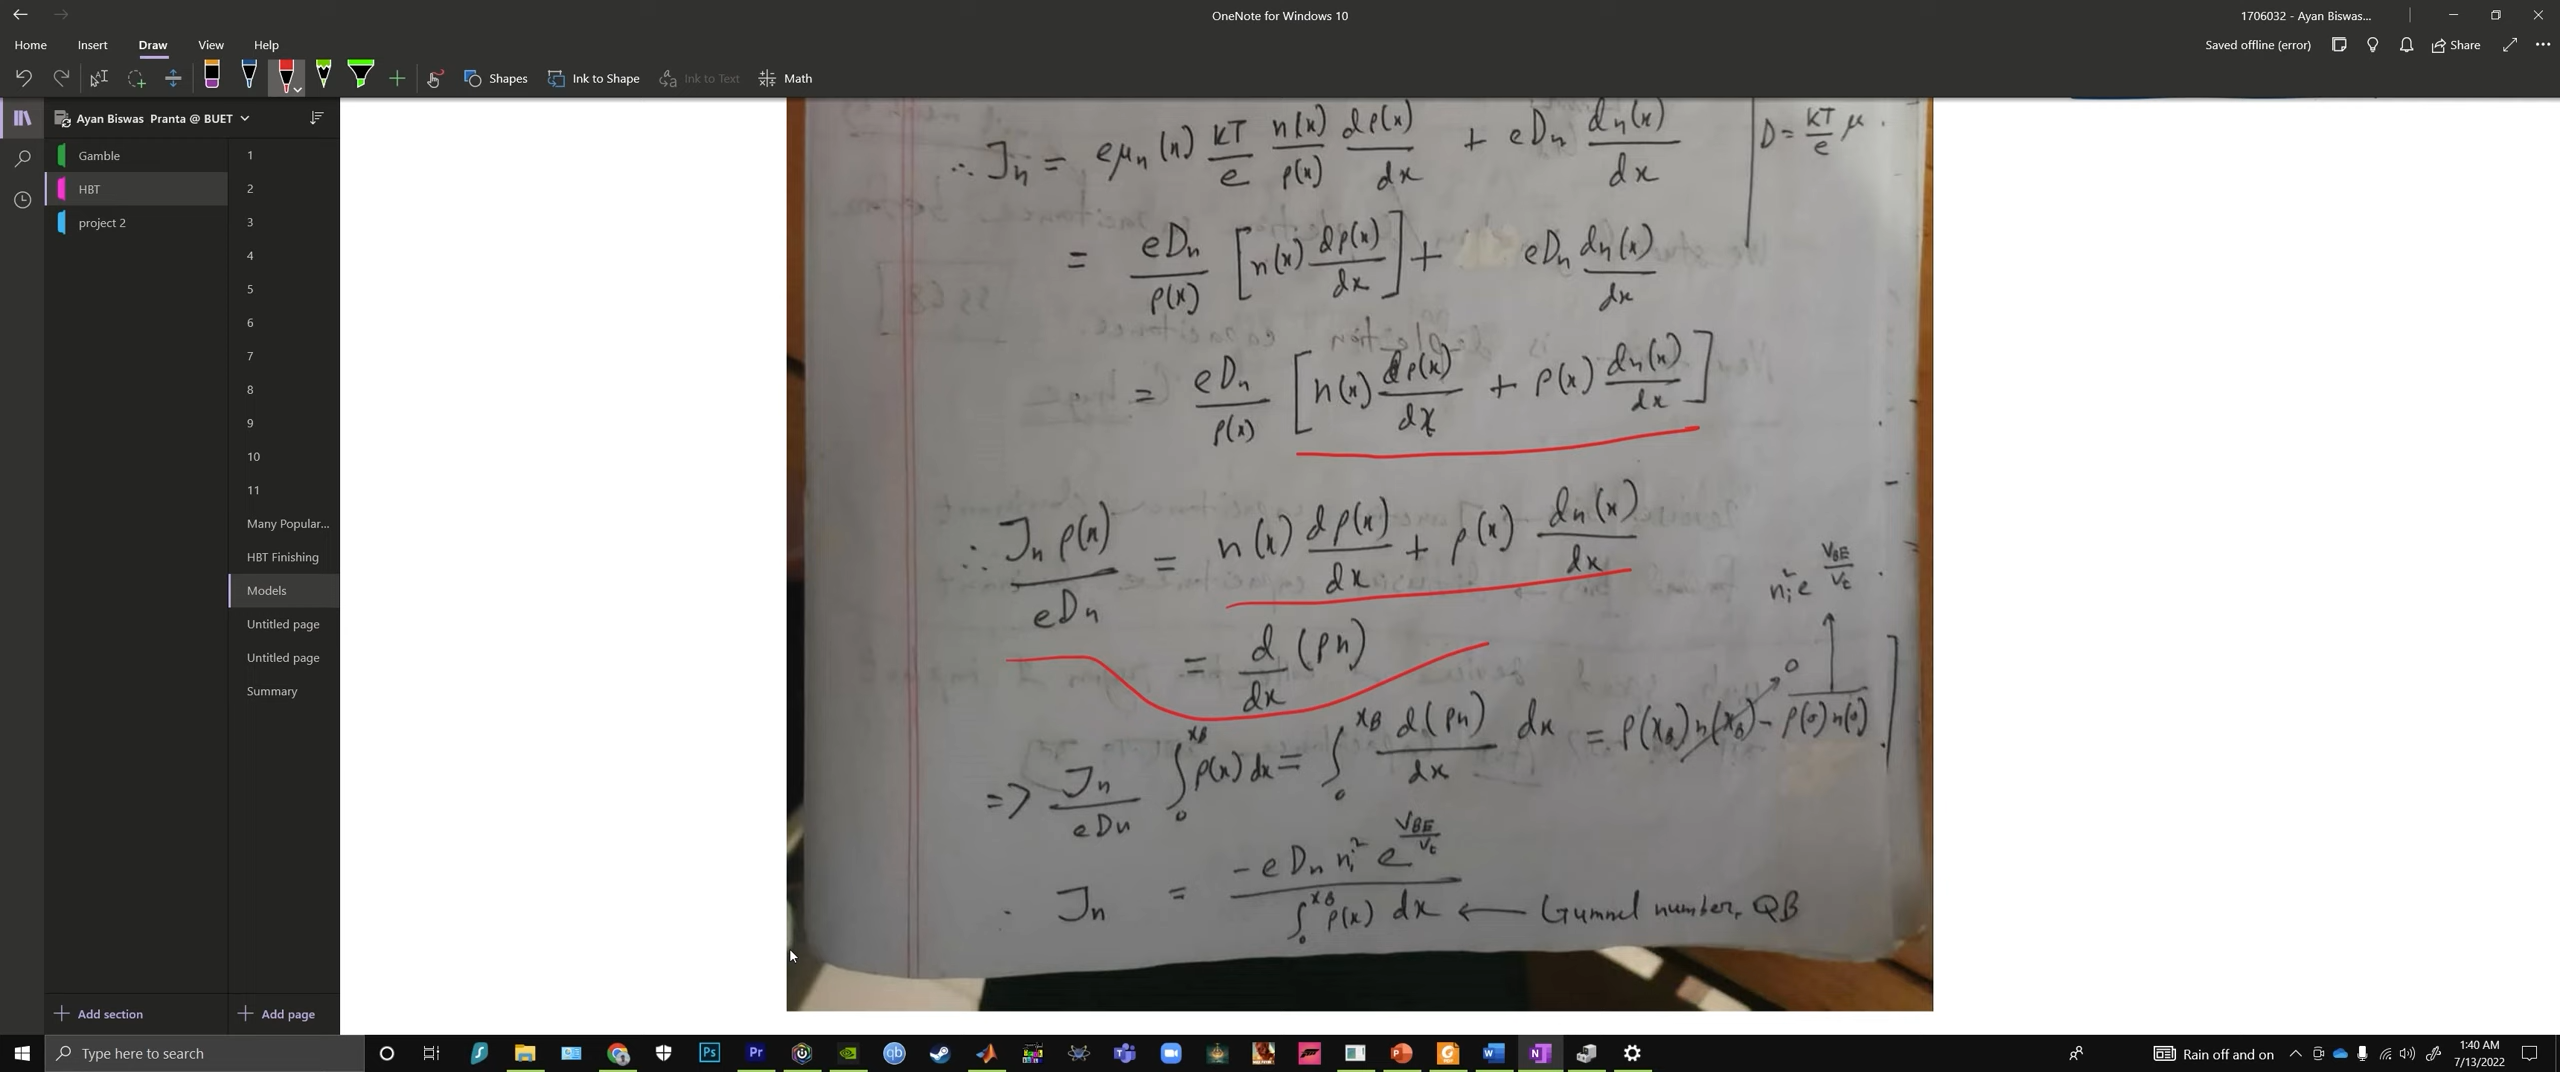 OneNote for Windows 10
1706032 - Ayan Biswas...
Home Insert Draw View Help
Saved offline (error)
Share
Shapes
Ink to Shape
Ink to Text
Math
Ayan Biswas Pranta @ BUET
Gamble
HBT
project 2
1
2
3
4
5
6
7
8
9
10
11
Many Popular...
HBT Finishing
Models
Untitled page
Untitled page
Summary
Add section
Add page
∴ Jn = eμn(n) kT/e n(x)/p(x) dp(x)/dx + eDn dn(x)/dx
D = kT/e μ .
= eDn/p(x) [n(x) dp(x)/dx] + eDn dn(x)/dx
= eDn/p(x) [n(x) dp(x)/dx + p(x) dn(x)/dx]
∴ Jn p(x)/eDn = n(x) dp(x)/dx + p(x) dn(x)/dx
ni² e^(VBE/Vt) .
= d/dx (pn)
0
=> Jn/eDn ∫₀^xB p(x) dx = ∫₀^xB d(pn)/dx dx = p(xB) n(xB) - p(0) n(0)
∴ Jn = -eDn ni² e^(VBE/Vt) / ∫₀^xB p(x) dx ← Gummel number, QB
Type here to search
Rain off and on
1:40 AM
7/13/2022